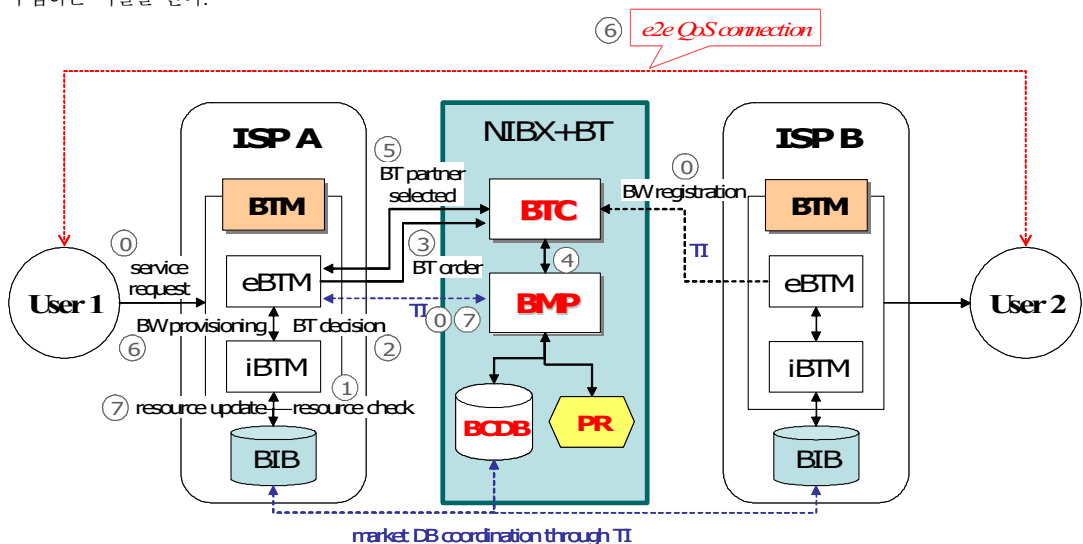 ⑥ e2e QoS connection
ISP A
NIBX+BT
ISP B
⑤
BT partner
selected
⓪
BW registration
BTM
BTC
BTM
⓪
service
request
③
BT order
④
TI
eBTM
eBTM
User 1
TI
⓪ ⑦
BMP
User 2
BW provisioning
BT decision
⑥
②
iBTM
iBTM
①
⑦ resource update
resource check
BCDB
PR
BIB
BIB
market DB coordination through TI